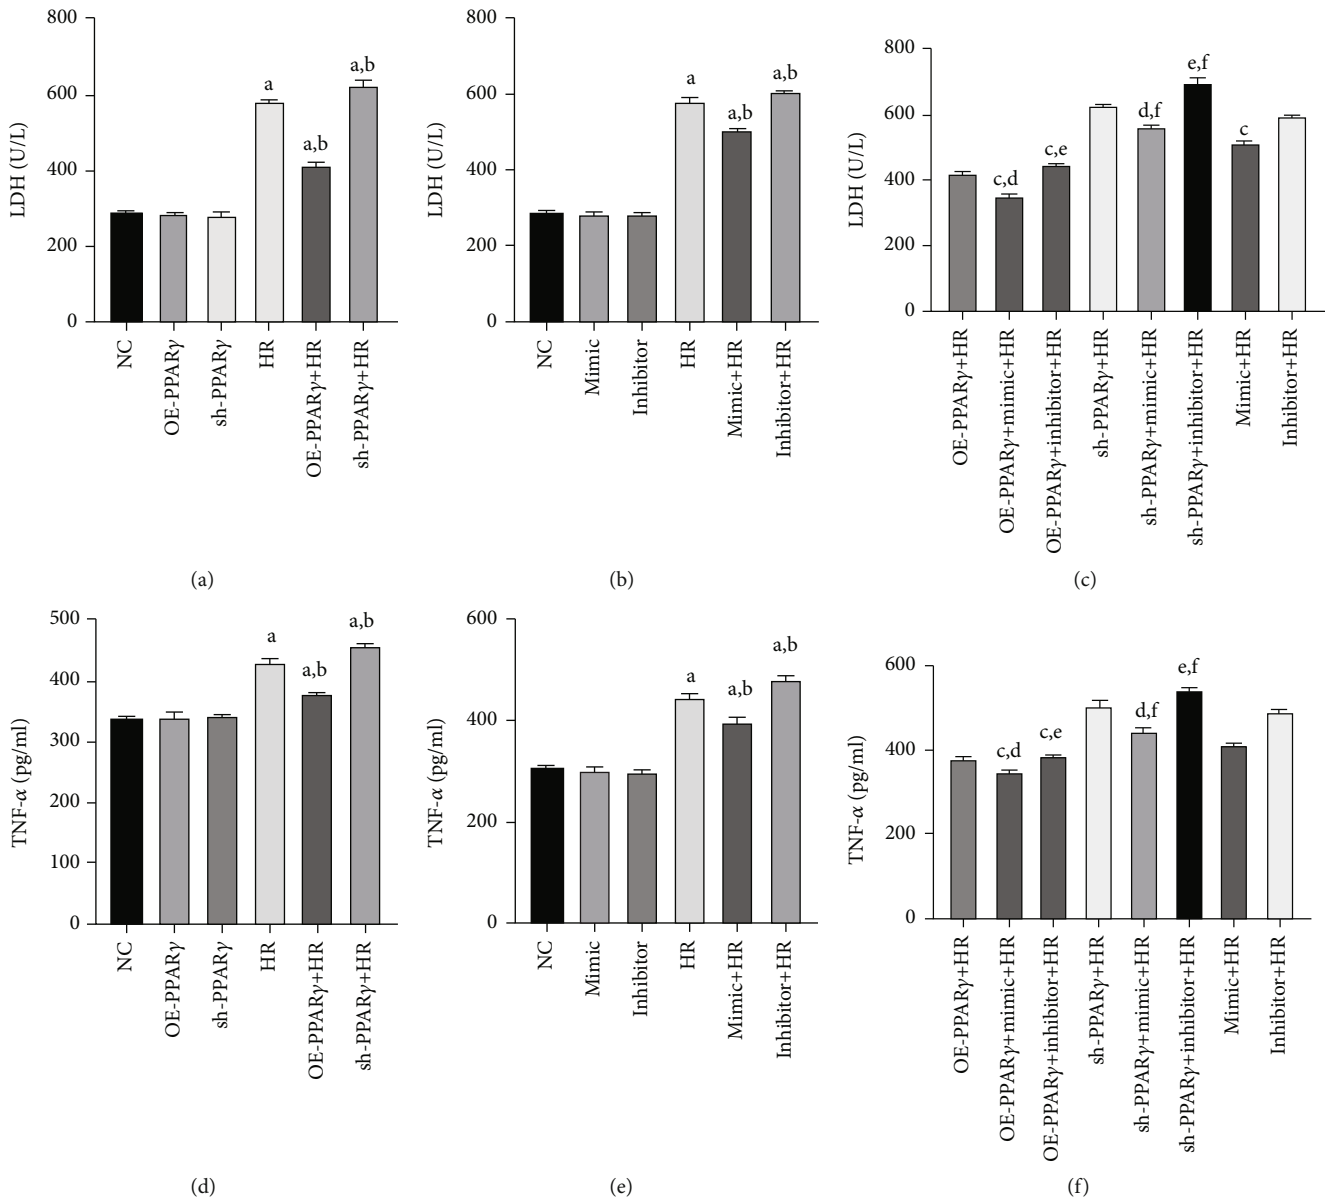 LDH (U/L)
800
600
400
200
0
a
a,b
a,b
NC
OE-PPARγ
sh-PPARγ
HR
OE-PPARγ+HR
sh-PPARγ+HR
(a)
LDH (U/L)
800
600
400
200
0
a
a,b
a,b
NC
Mimic
Inhibitor
HR
Mimic+HR
Inhibitor+HR
(b)
LDH (U/L)
800
600
400
200
0
c,d
c,e
d,f
e,f
c
OE-PPARγ+HR
OE-PPARγ+mimic+HR
OE-PPARγ+inhibitor+HR
sh-PPARγ+HR
sh-PPARγ+mimic+HR
sh-PPARγ+inhibitor+HR
Mimic+HR
Inhibitor+HR
(c)
TNF-α (pg/ml)
500
400
300
200
100
0
a
a,b
a,b
NC
OE-PPARγ
sh-PPARγ
HR
OE-PPARγ+HR
sh-PPARγ+HR
(d)
TNF-α (pg/ml)
600
400
200
0
a
a,b
a,b
NC
Mimic
Inhibitor
HR
Mimic+HR
Inhibitor+HR
(e)
TNF-α (pg/ml)
600
400
200
0
c,d
c,e
d,f
e,f
OE-PPARγ+HR
OE-PPARγ+mimic+HR
OE-PPARγ+inhibitor+HR
sh-PPARγ+HR
sh-PPARγ+mimic+HR
sh-PPARγ+inhibitor+HR
Mimic+HR
Inhibitor+HR
(f)